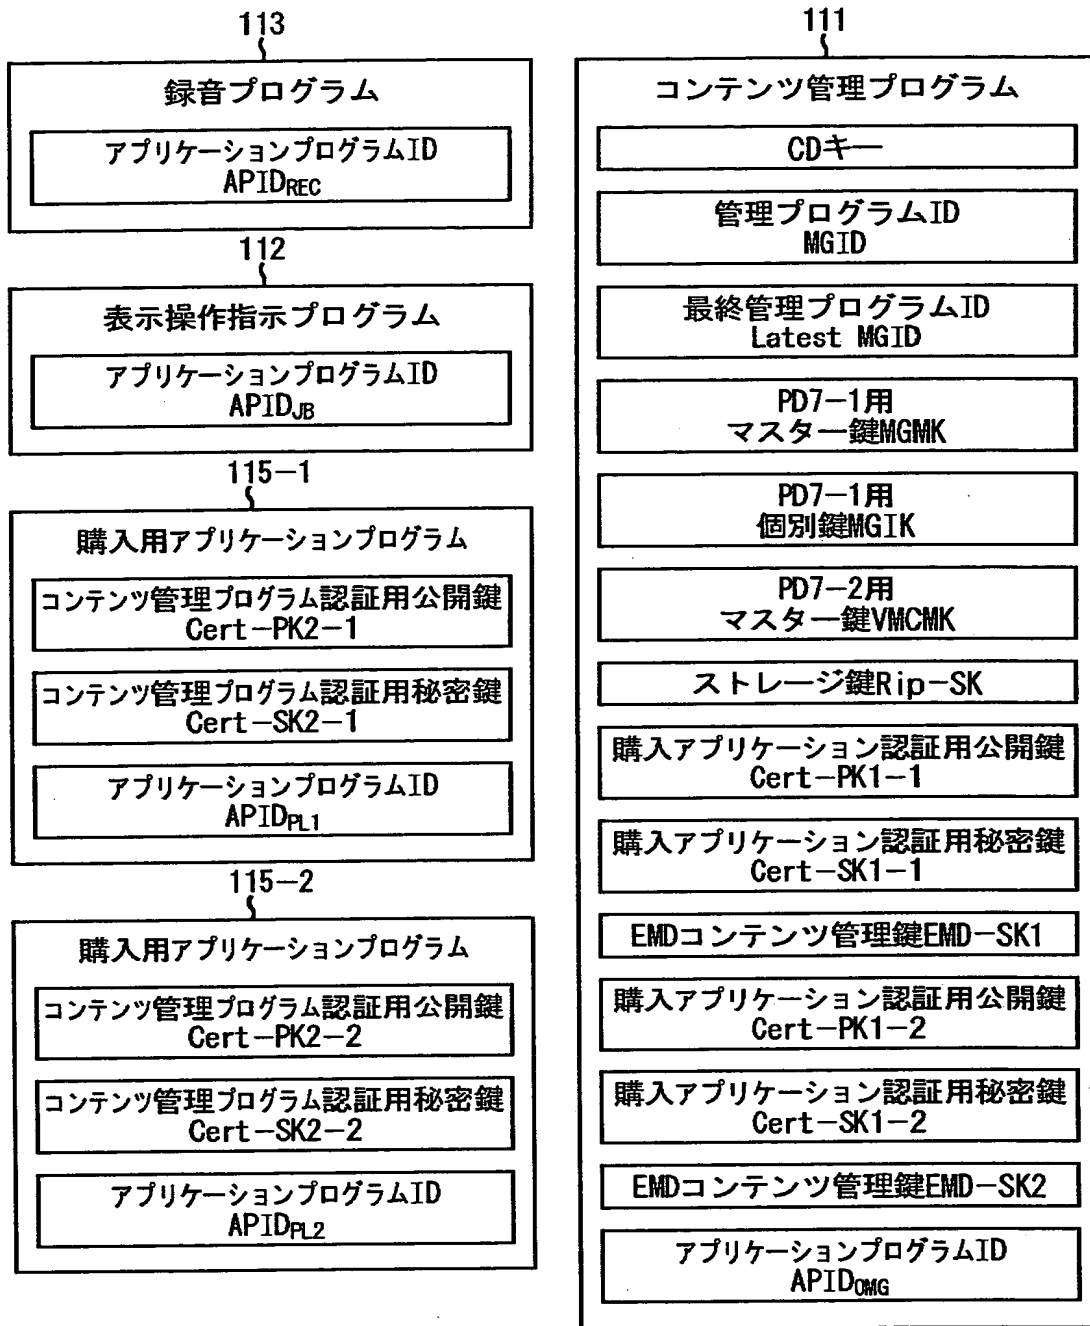 113
録音プログラム
アプリケーションプログラムID
APIDREC
112
表示操作指示プログラム
アプリケーションプログラムID
APIDJB
115-1
購入用アプリケーションプログラム
コンテンツ管理プログラム認証用公開鍵
Cert-PK2-1
コンテンツ管理プログラム認証用秘密鍵
Cert-SK2-1
アプリケーションプログラムID
APIDPL1
115-2
購入用アプリケーションプログラム
コンテンツ管理プログラム認証用公開鍵
Cert-PK2-2
コンテンツ管理プログラム認証用秘密鍵
Cert-SK2-2
アプリケーションプログラムID
APIDPL2
111
コンテンツ管理プログラム
CDキー
管理プログラムID
MGID
最終管理プログラムID
Latest MGID
PD7-1用
マスター鍵MGMK
PD7-1用
個別鍵MGIK
PD7-2用
マスター鍵VMCMK
ストレージ鍵Rip-SK
購入アプリケーション認証用公開鍵
Cert-PK1-1
購入アプリケーション認証用秘密鍵
Cert-SK1-1
EMDコンテンツ管理鍵EMD-SK1
購入アプリケーション認証用公開鍵
Cert-PK1-2
購入アプリケーション認証用秘密鍵
Cert-SK1-2
EMDコンテンツ管理鍵EMD-SK2
アプリケーションプログラムID
APIDOMG